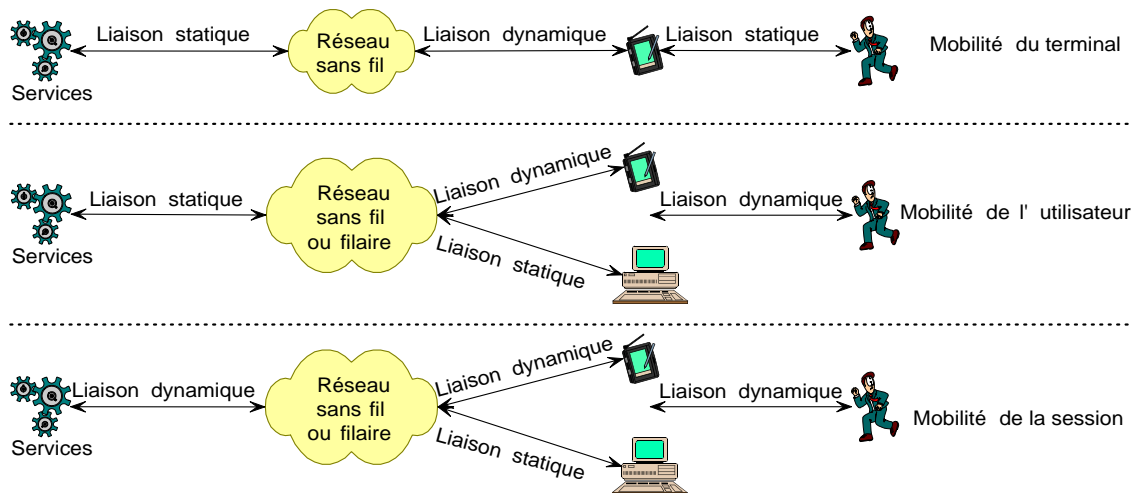 Liaison statique
Réseau
sans fil
Liaison dynamique
Liaison statique
Mobilité du terminal
Services
Liaison statique
Réseau
sans fil
ou filaire
Liaison dynamique
Liaison statique
Liaison dynamique
Mobilité de l' utilisateur
Services
Liaison dynamique
Réseau
sans fil
ou filaire
Liaison dynamique
Liaison statique
Liaison dynamique
Mobilité de la session
Services